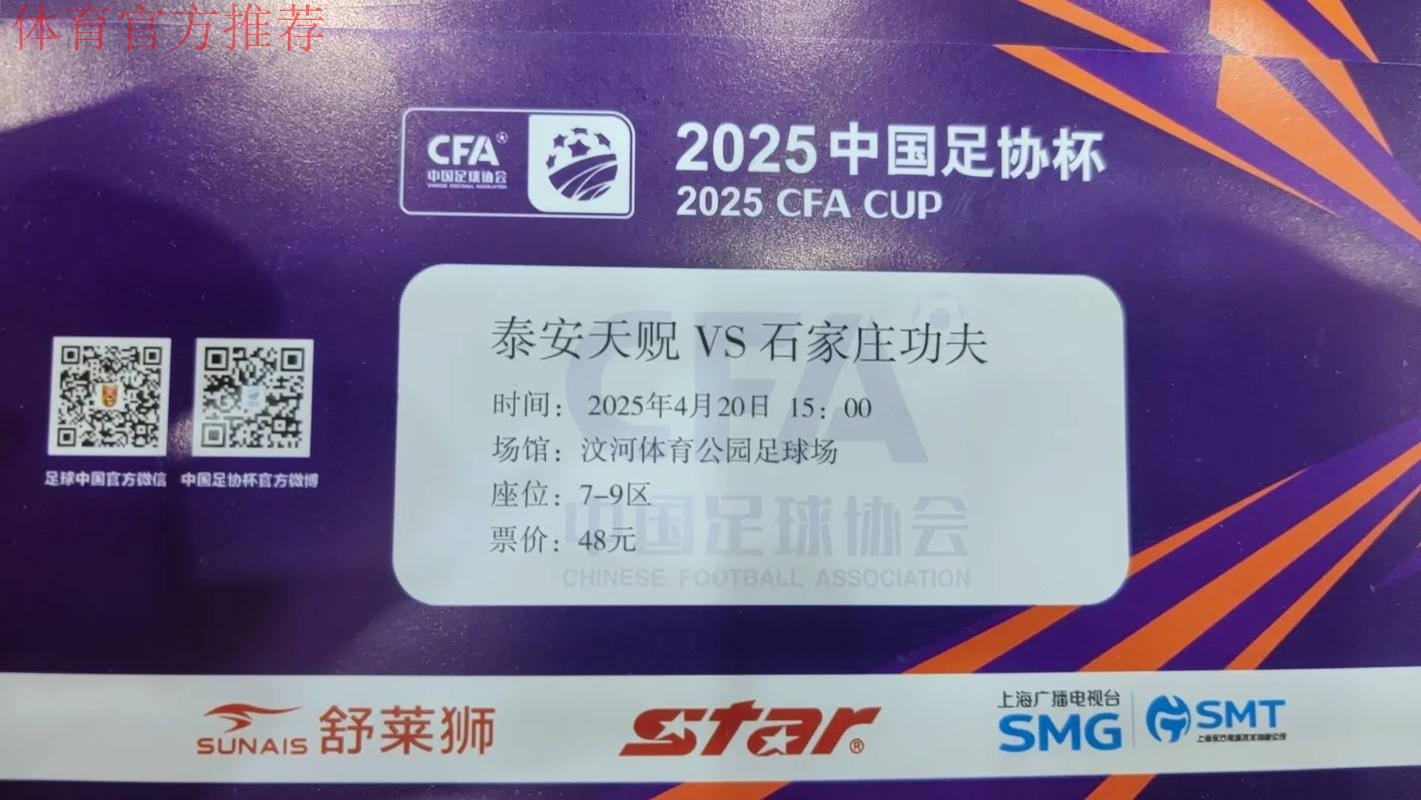 体育官方推荐
CFA
中国足球协会
CHINESE FOOTBALL ASSOCIATION
2025中国足协杯
2025 CFA CUP
泰安天贶 VS 石家庄功夫
时间： 2025年4月20日 15：00
场馆：汶河体育公园足球场
座位：7-9区
票价：48元
CFA
中国足球协会
CHINESE FOOTBALL ASSOCIATION
足球中国官方微信
中国足协杯官方微博
SUNAIS 舒莱狮
star®
上海广播电视台
SMG
SMT